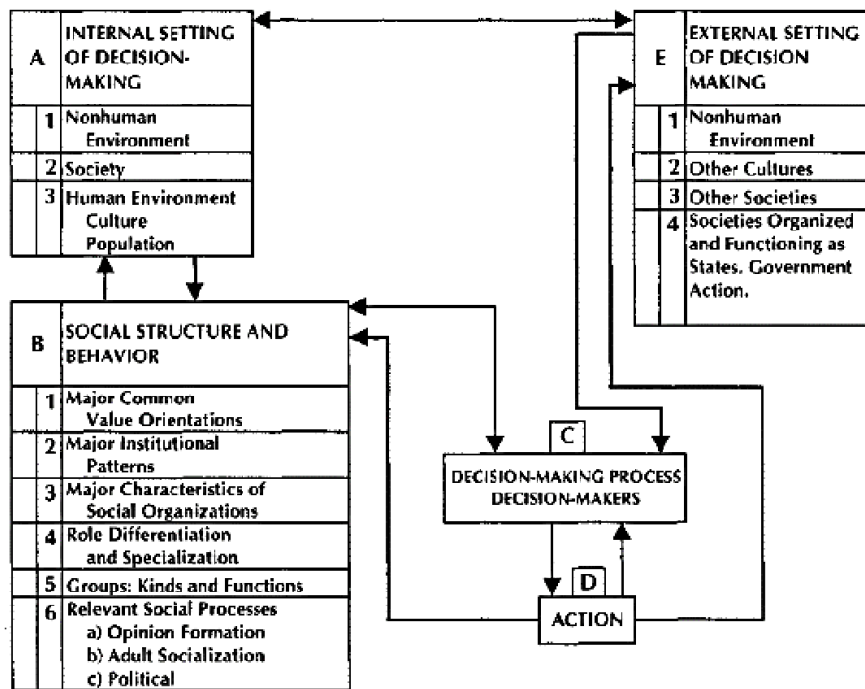 A
INTERNAL SETTING
OF DECISION-
MAKING
1 Nonhuman
Environment
2 Society
3 Human Environment
Culture
Population
E
EXTERNAL SETTING
OF DECISION
MAKING
1 Nonhuman
Environment
2 Other Cultures
3 Other Societies
4 Societies Organized
and Functioning as
States. Government
Action.
B
SOCIAL STRUCTURE AND
BEHAVIOR
1 Major Common
Value Orientations
2 Major Institutional
Patterns
3 Major Characteristics of
Social Organizations
4 Role Differentiation
and Specialization
5 Groups: Kinds and Functions
6 Relevant Social Processes
a) Opinion Formation
b) Adult Socialization
c) Political
C
DECISION-MAKING PROCESS
DECISION-MAKERS
D
ACTION